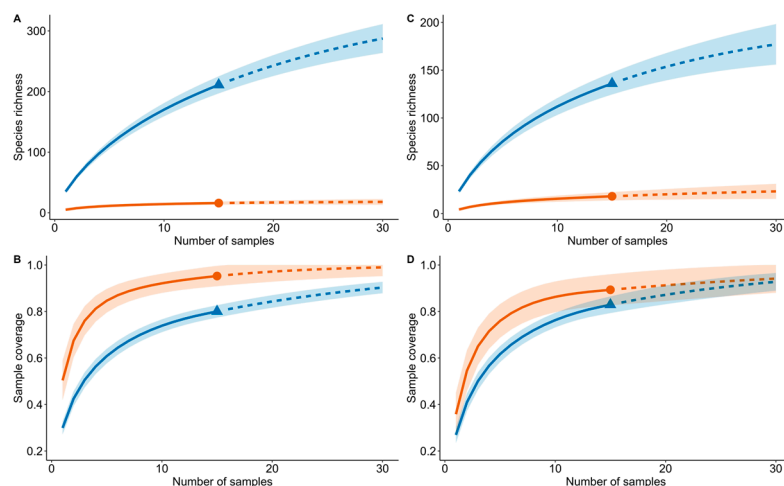 A
Species richness
300
200
100
0
0
10
20
30
Number of samples
C
Species richness
200
150
100
50
0
0
10
20
30
Number of samples
B
Sample coverage
1.0
0.8
0.6
0.4
0.2
0
10
20
30
Number of samples
D
Sample coverage
1.0
0.8
0.6
0.4
0.2
0
10
20
30
Number of samples